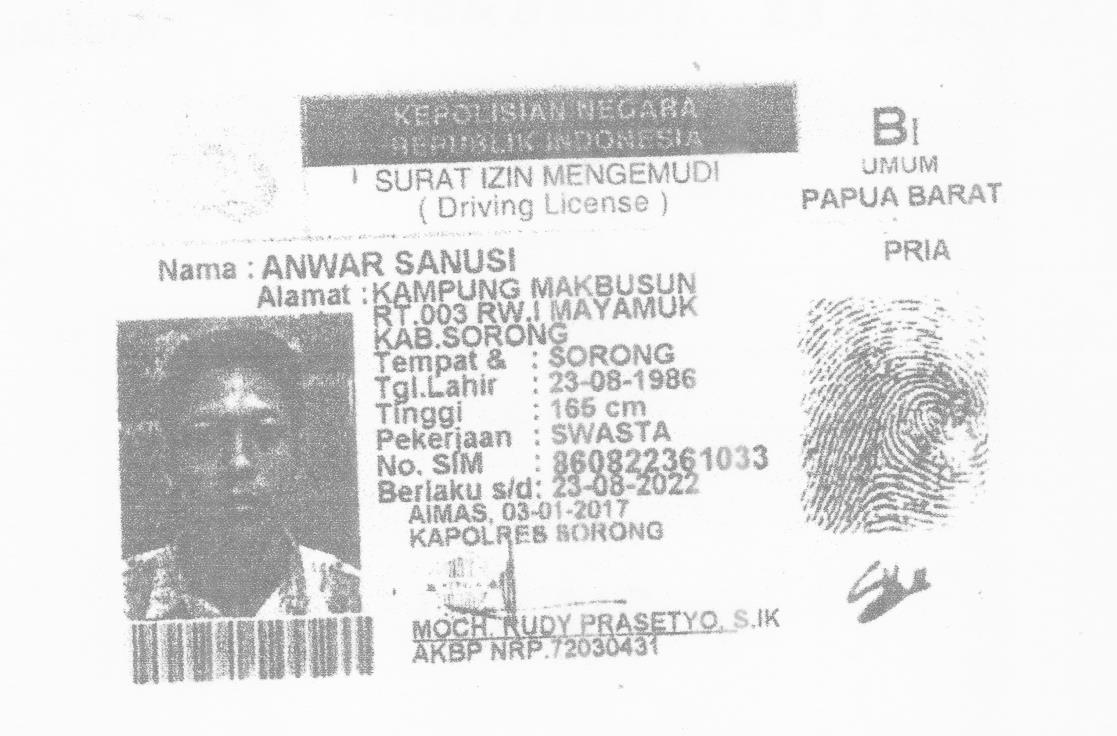 KEPOLISIAN NEGARA
REPUBLIK INDONESIA
SURAT IZIN MENGEMUDI
( Driving License )
BI
UMUM
PAPUA BARAT
PRIA
Nama : ANWAR SANUSI
Alamat : KAMPUNG MAKBUSUN
RT.003 RW.I MAYAMUK
KAB.SORONG
Tempat & : SORONG
Tgl.Lahir : 23-08-1986
Tinggi : 165 cm
Pekerjaan : SWASTA
No. SIM : 860822361033
Berlaku s/d: 23-08-2022
AIMAS, 03-01-2017
KAPOLRES SORONG
MOCH. RUDY PRASETYO, S.IK
AKBP NRP.72030431